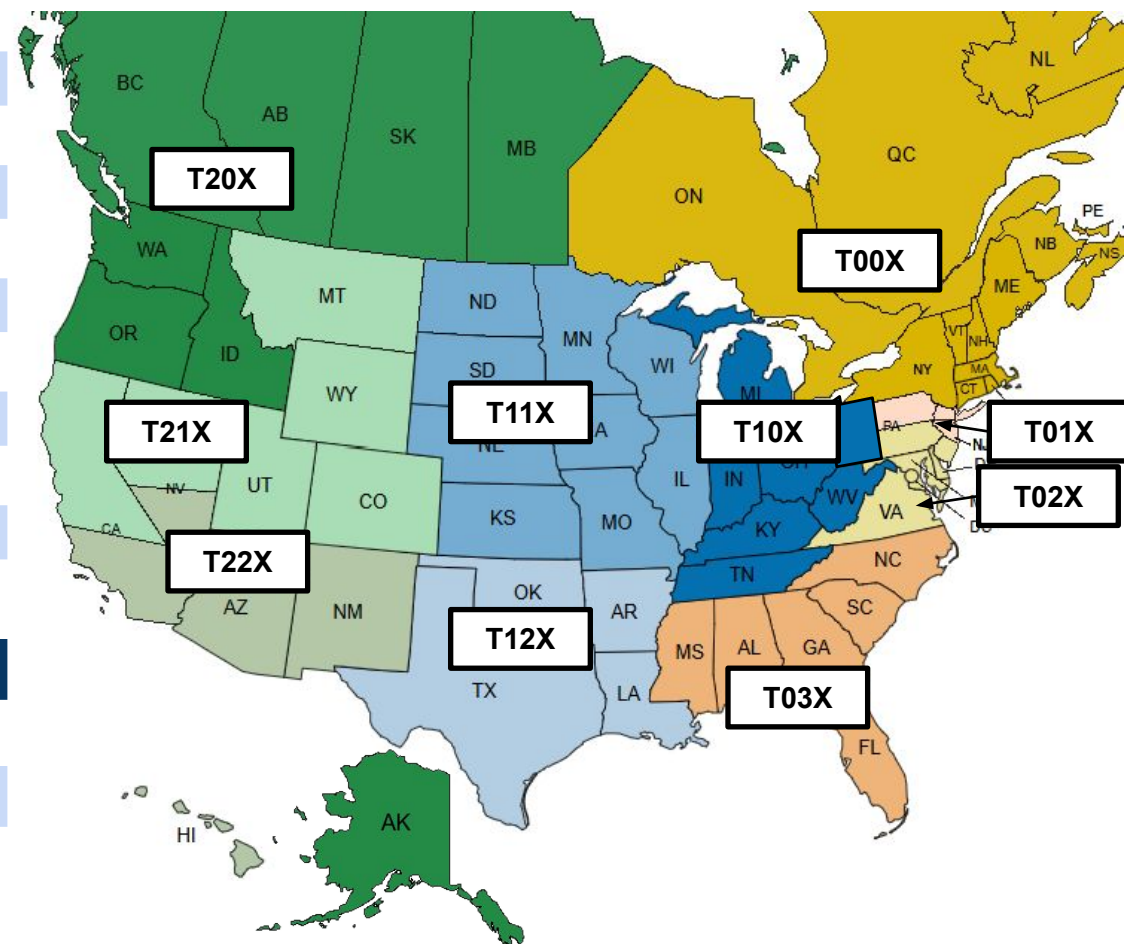 NL
BC
AB
SK
MB
QC
ON
T20X
PE
NB
NS
T00X
WA
ME
MT
ND
MN
VT
NH
OR
ID
WI
NY
MA
SD
CT
WY
MI
T21X
T11X
T10X
PA
T01X
NJ
NE
IL
IN
OH
UT
NV
CO
WV
T02X
KS
MO
VA
CA
KY
DC
T22X
TN
NC
OK
AZ
NM
AR
SC
T12X
MS
AL
GA
TX
LA
T03X
FL
AK
HI